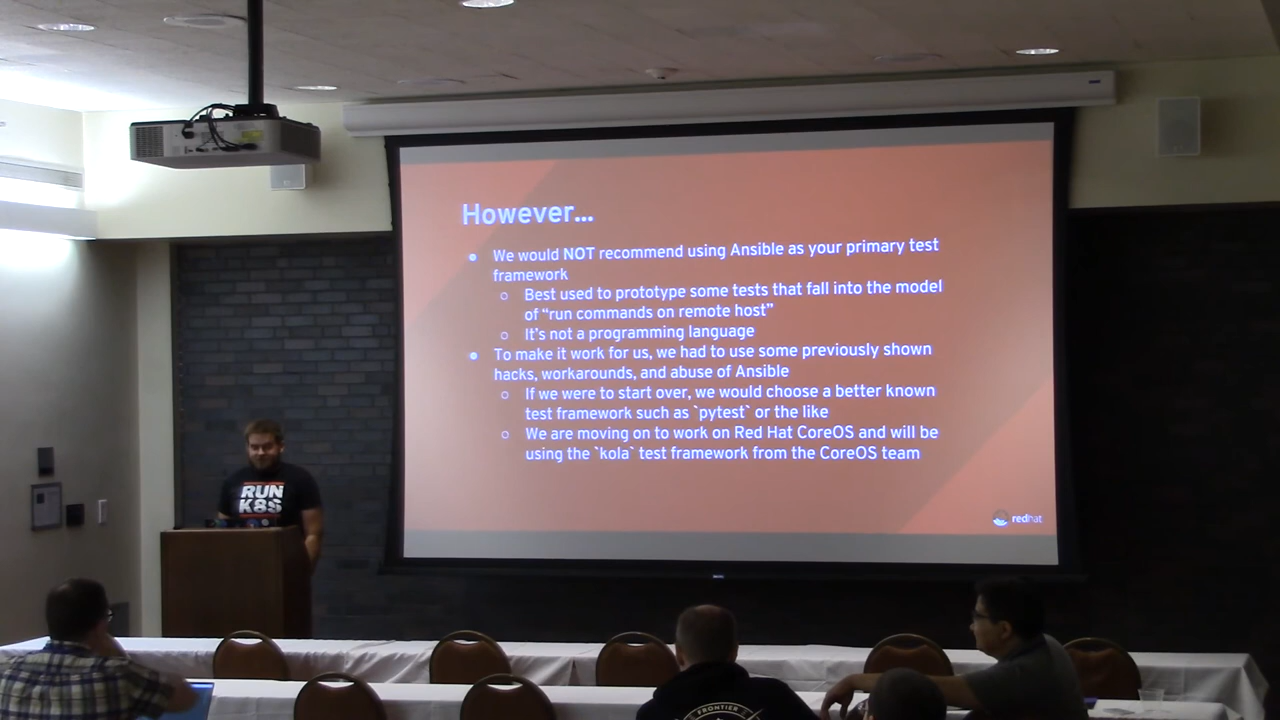 However...
We would NOT recommend using Ansible as your primary test
framework
Best used to prototype some tests that fall into the model
of “run commands on remote host”
It’s not a programming language
To make it work for us, we had to use some previously shown
hacks, workarounds, and abuse of Ansible
If we were to start over, we would choose a better known
test framework such as `pytest` or the like
We are moving on to work on Red Hat CoreOS and will be
using the `kola` test framework from the CoreOS team
redhat
RUN
K8S
FRONTIER